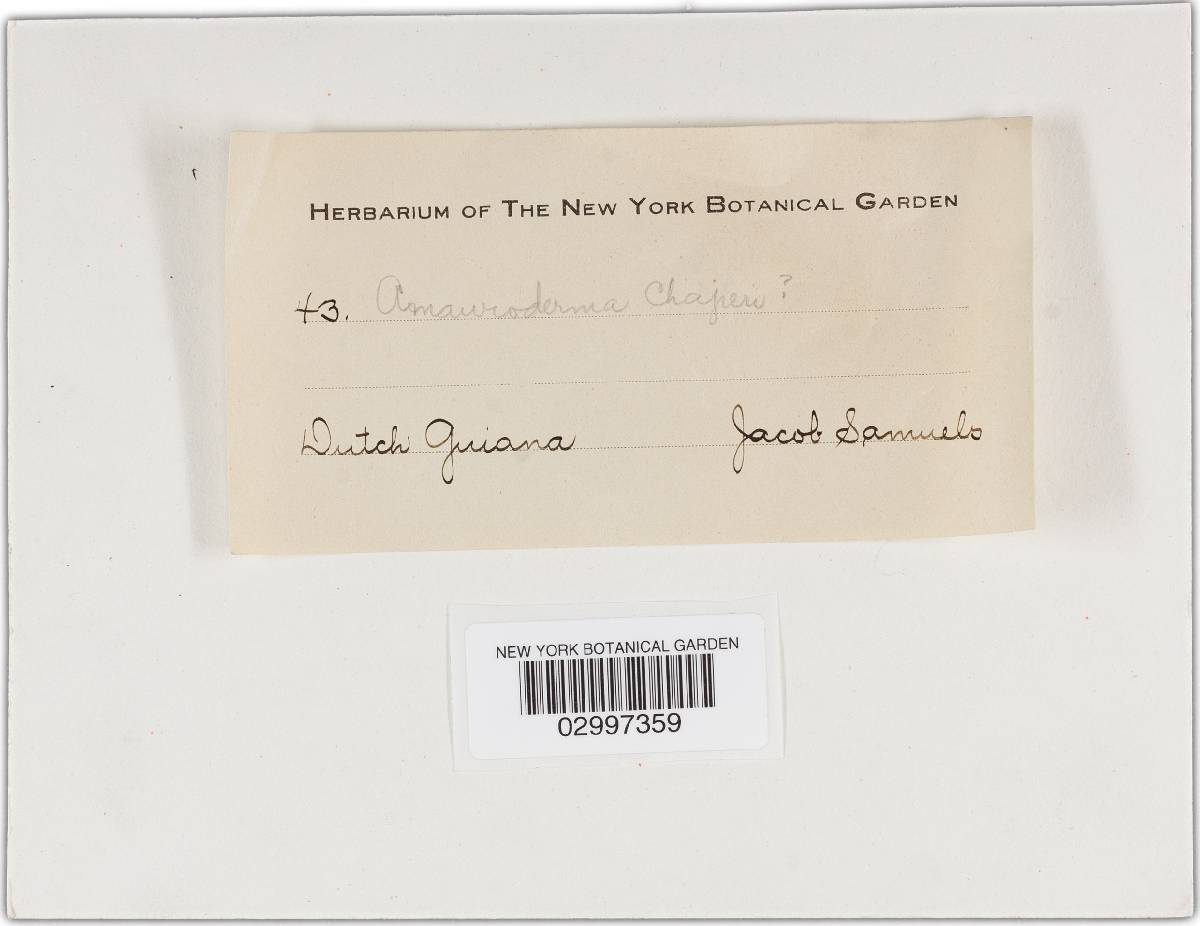 HERBARIUM OF THE NEW YORK BOTANICAL GARDEN
43. Amauroderma Chaperi ?
Dutch Guiana Jacob Samuels
NEW YORK BOTANICAL GARDEN
02997359